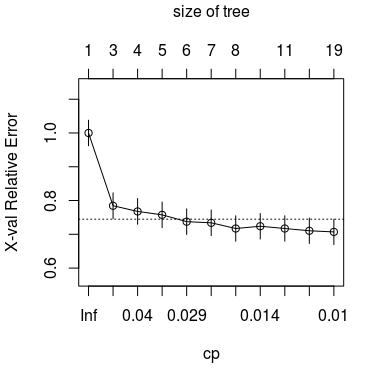 size of tree
1 3 4 5 6 7 8 11 19
X-val Relative Error
1.0
0.8
0.6
Inf 0.04 0.029 0.014 0.01
cp